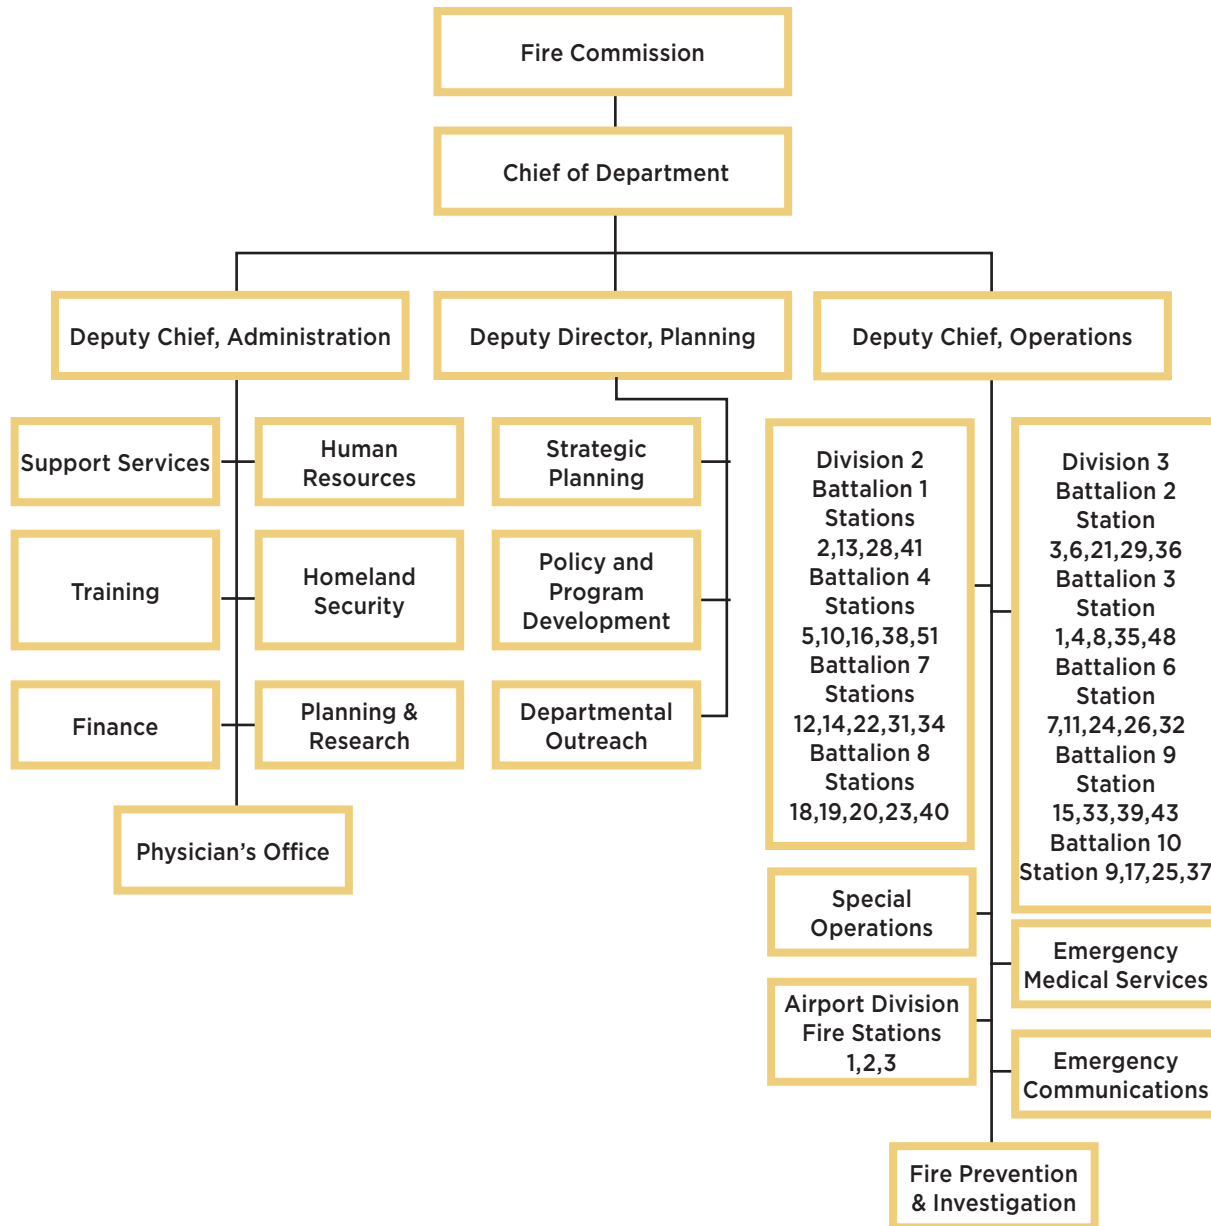 Fire Commission
Chief of Department
Deputy Chief, Administration
Deputy Director, Planning
Deputy Chief, Operations
Support Services
Human
Resources
Training
Homeland
Security
Finance
Planning &
Research
Physician’s Office
Strategic
Planning
Policy and
Program
Development
Departmental
Outreach
Division 2
Battalion 1
Stations
2,13,28,41
Battalion 4
Stations
5,10,16,38,51
Battalion 7
Stations
12,14,22,31,34
Battalion 8
Stations
18,19,20,23,40
Division 3
Battalion 2
Station
3,6,21,29,36
Battalion 3
Station
1,4,8,35,48
Battalion 6
Station
7,11,24,26,32
Battalion 9
Station
15,33,39,43
Battalion 10
Station 9,17,25,37
Special
Operations
Emergency
Medical Services
Airport Division
Fire Stations
1,2,3
Emergency
Communications
Fire Prevention
& Investigation